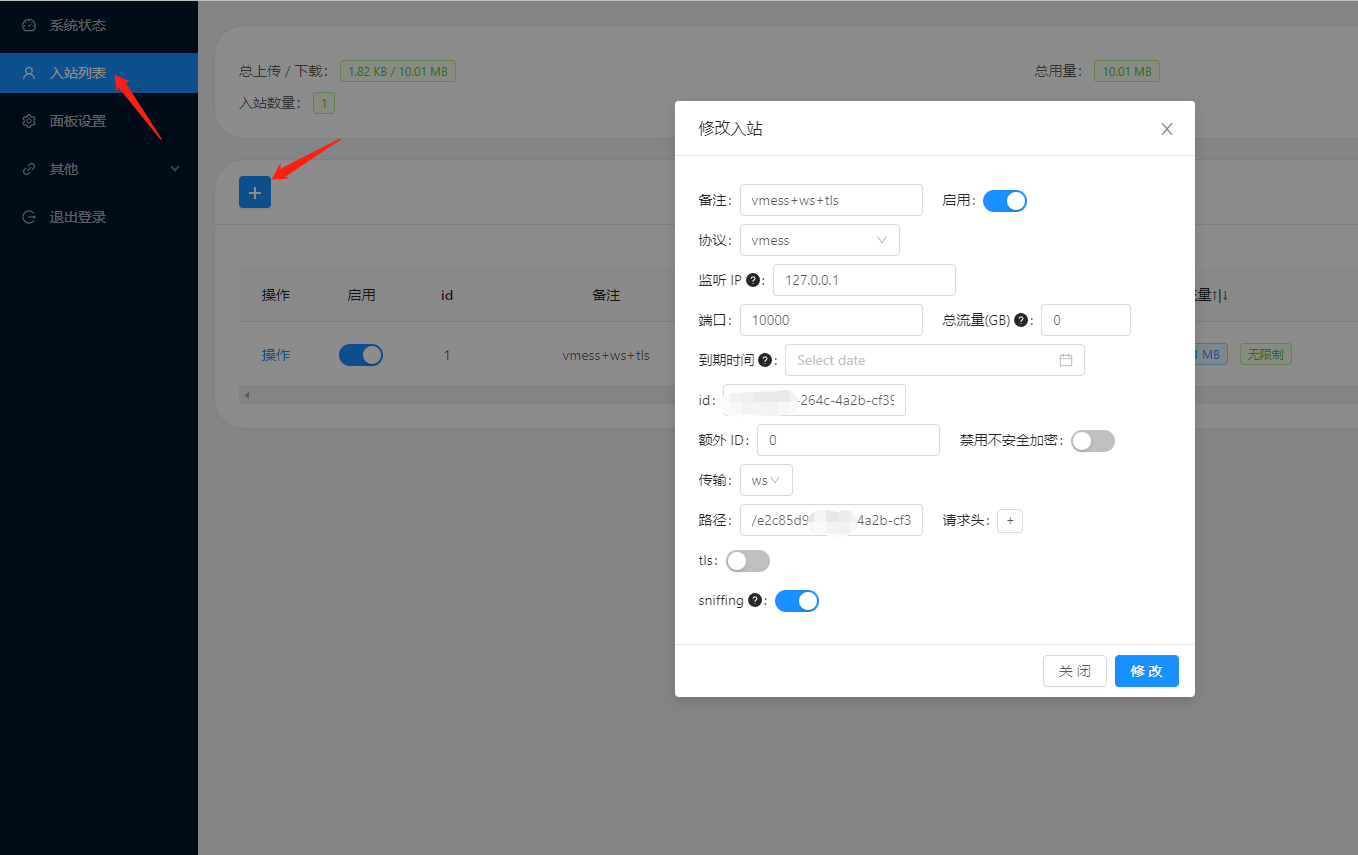 系统状态
入站列表
面板设置
其他
退出登录
总上传 / 下载： 1.82 KB / 10.01 MB
总用量： 10.01 MB
入站数量： 1
+
操作 启用 id 备注 量↑|↓
操作 1 vmess+ws+tls MB 无限制
修改入站
备注： vmess+ws+tls 启用：
协议： vmess
监听 IP ?： 127.0.0.1
端口： 10000 总流量(GB) ?： 0
到期时间 ?： Select date
id： -264c-4a2b-cf39
额外 ID： 0 禁用不安全加密：
传输： ws
路径： /e2c85d9 4a2b-cf3 请求头： +
tls：
sniffing ?：
关 闭 修 改